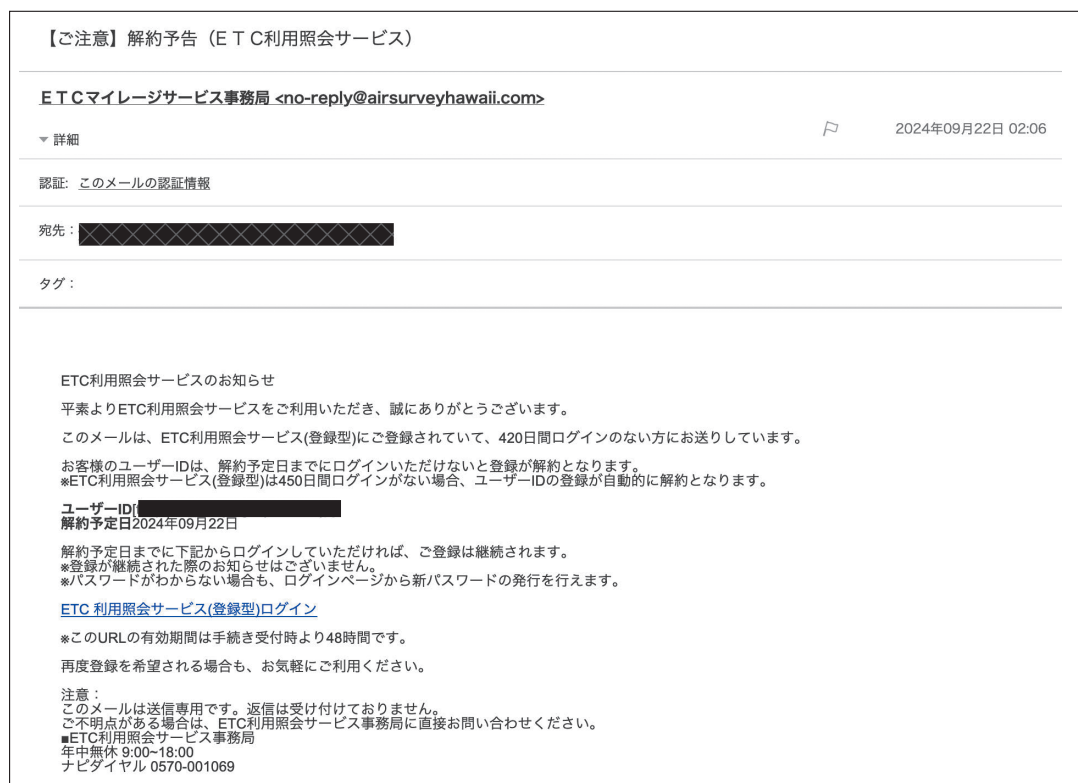 【ご注意】解約予告（ＥＴＣ利用照会サービス）
ＥＴＣマイレージサービス事務局 <no-reply@airsurveyhawaii.com>
2024年09月22日 02:06
▼ 詳細
認証: このメールの認証情報
宛先：
タグ：
ETC利用照会サービスのお知らせ
平素よりETC利用照会サービスをご利用いただき、誠にありがとうございます。
このメールは、ETC利用照会サービス(登録型)にご登録されていて、420日間ログインのない方にお送りしています。
お客様のユーザーIDは、解約予定日までにログインいただけないと登録が解約となります。
※ETC利用照会サービス(登録型)は450日間ログインがない場合、ユーザーIDの登録が自動的に解約となります。
ユーザーID[
解約予定日2024年09月22日
解約予定日までに下記からログインしていただければ、ご登録は継続されます。
※登録が継続された際のお知らせはございません。
※パスワードがわからない場合も、ログインページから新パスワードの発行を行えます。
ETC 利用照会サービス(登録型)ログイン
※このURLの有効期間は手続き受付時より48時間です。
再度登録を希望される場合も、お気軽にご利用ください。
注意：
このメールは送信専用です。返信は受け付けておりません。
ご不明点がある場合は、ETC利用照会サービス事務局に直接お問い合わせください。
■ETC利用照会サービス事務局
年中無休 9:00~18:00
ナビダイヤル 0570-001069